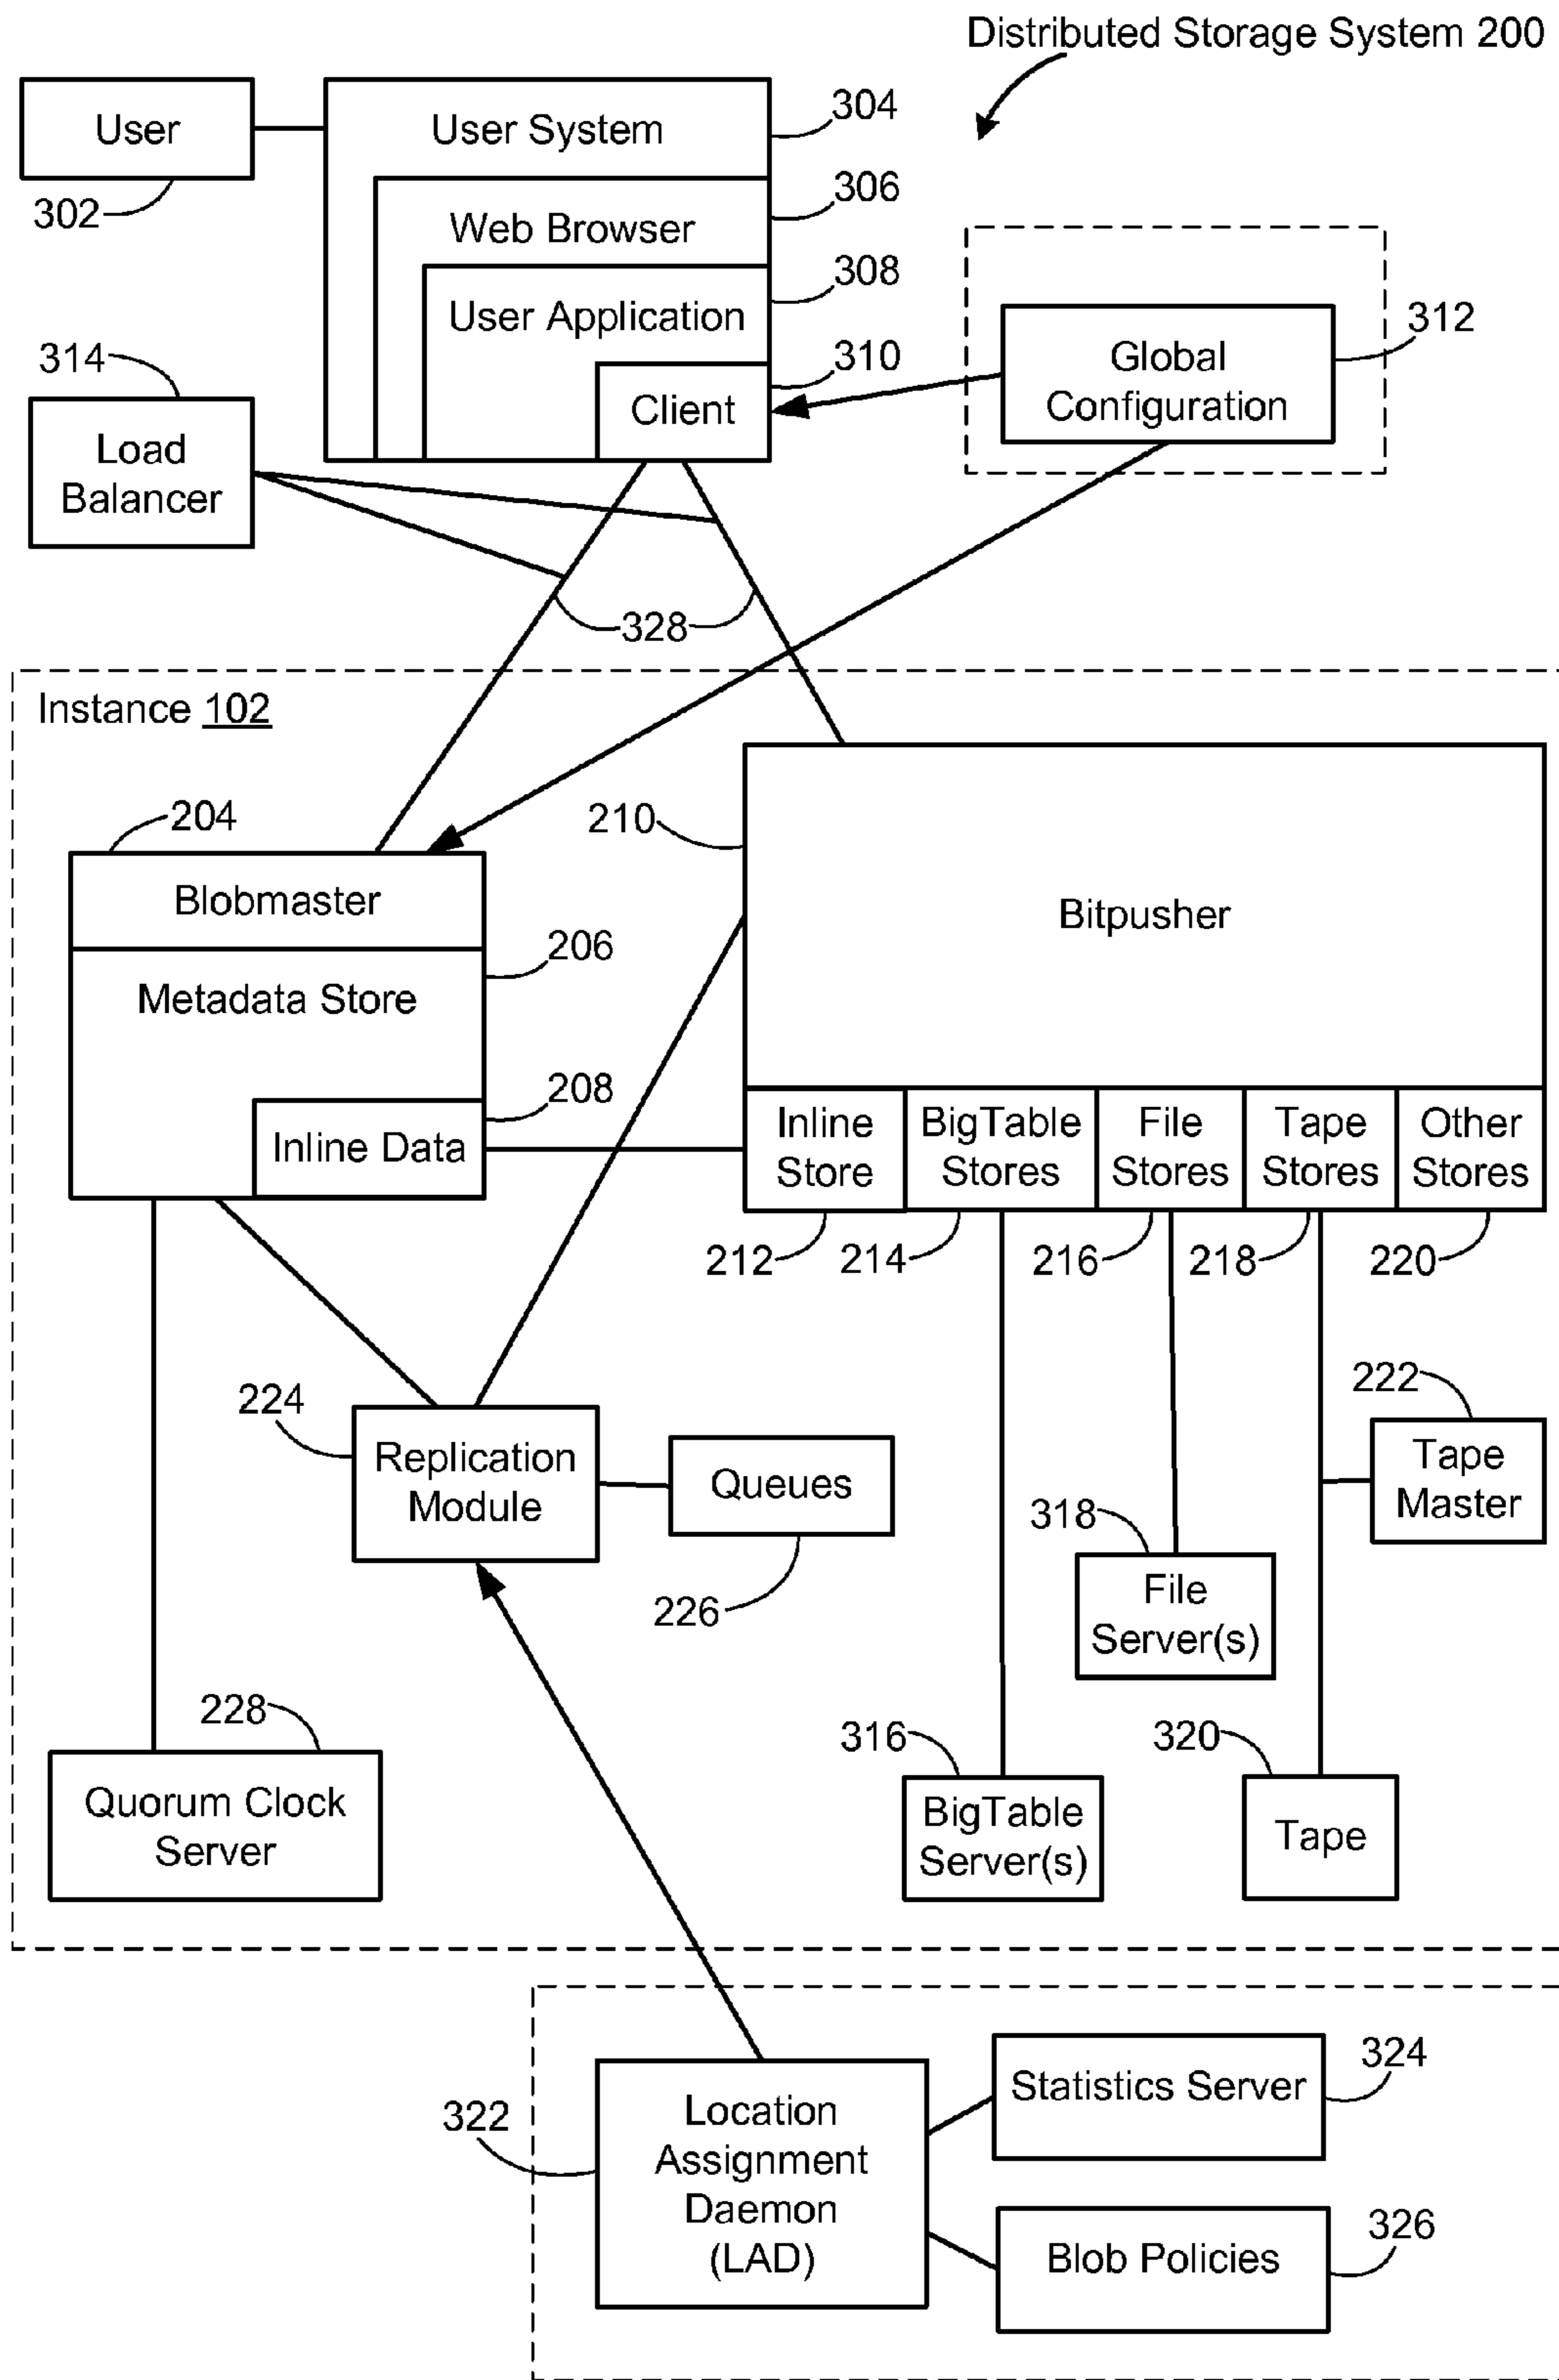 Distributed Storage System 200
User
302
User System
304
Web Browser
306
User Application
308
Client
310
Global
Configuration
312
314
Load
Balancer
328
Instance 102
204
Blobmaster
206
Metadata Store
208
Inline Data
210
Bitpusher
Inline
Store
BigTable
Stores
File
Stores
Tape
Stores
Other
Stores
212
214
216
218
220
224
Replication
Module
Queues
226
222
Tape
Master
318
File
Server(s)
228
Quorum Clock
Server
316
BigTable
Server(s)
320
Tape
322
Location
Assignment
Daemon
(LAD)
Statistics Server
324
Blob Policies
326